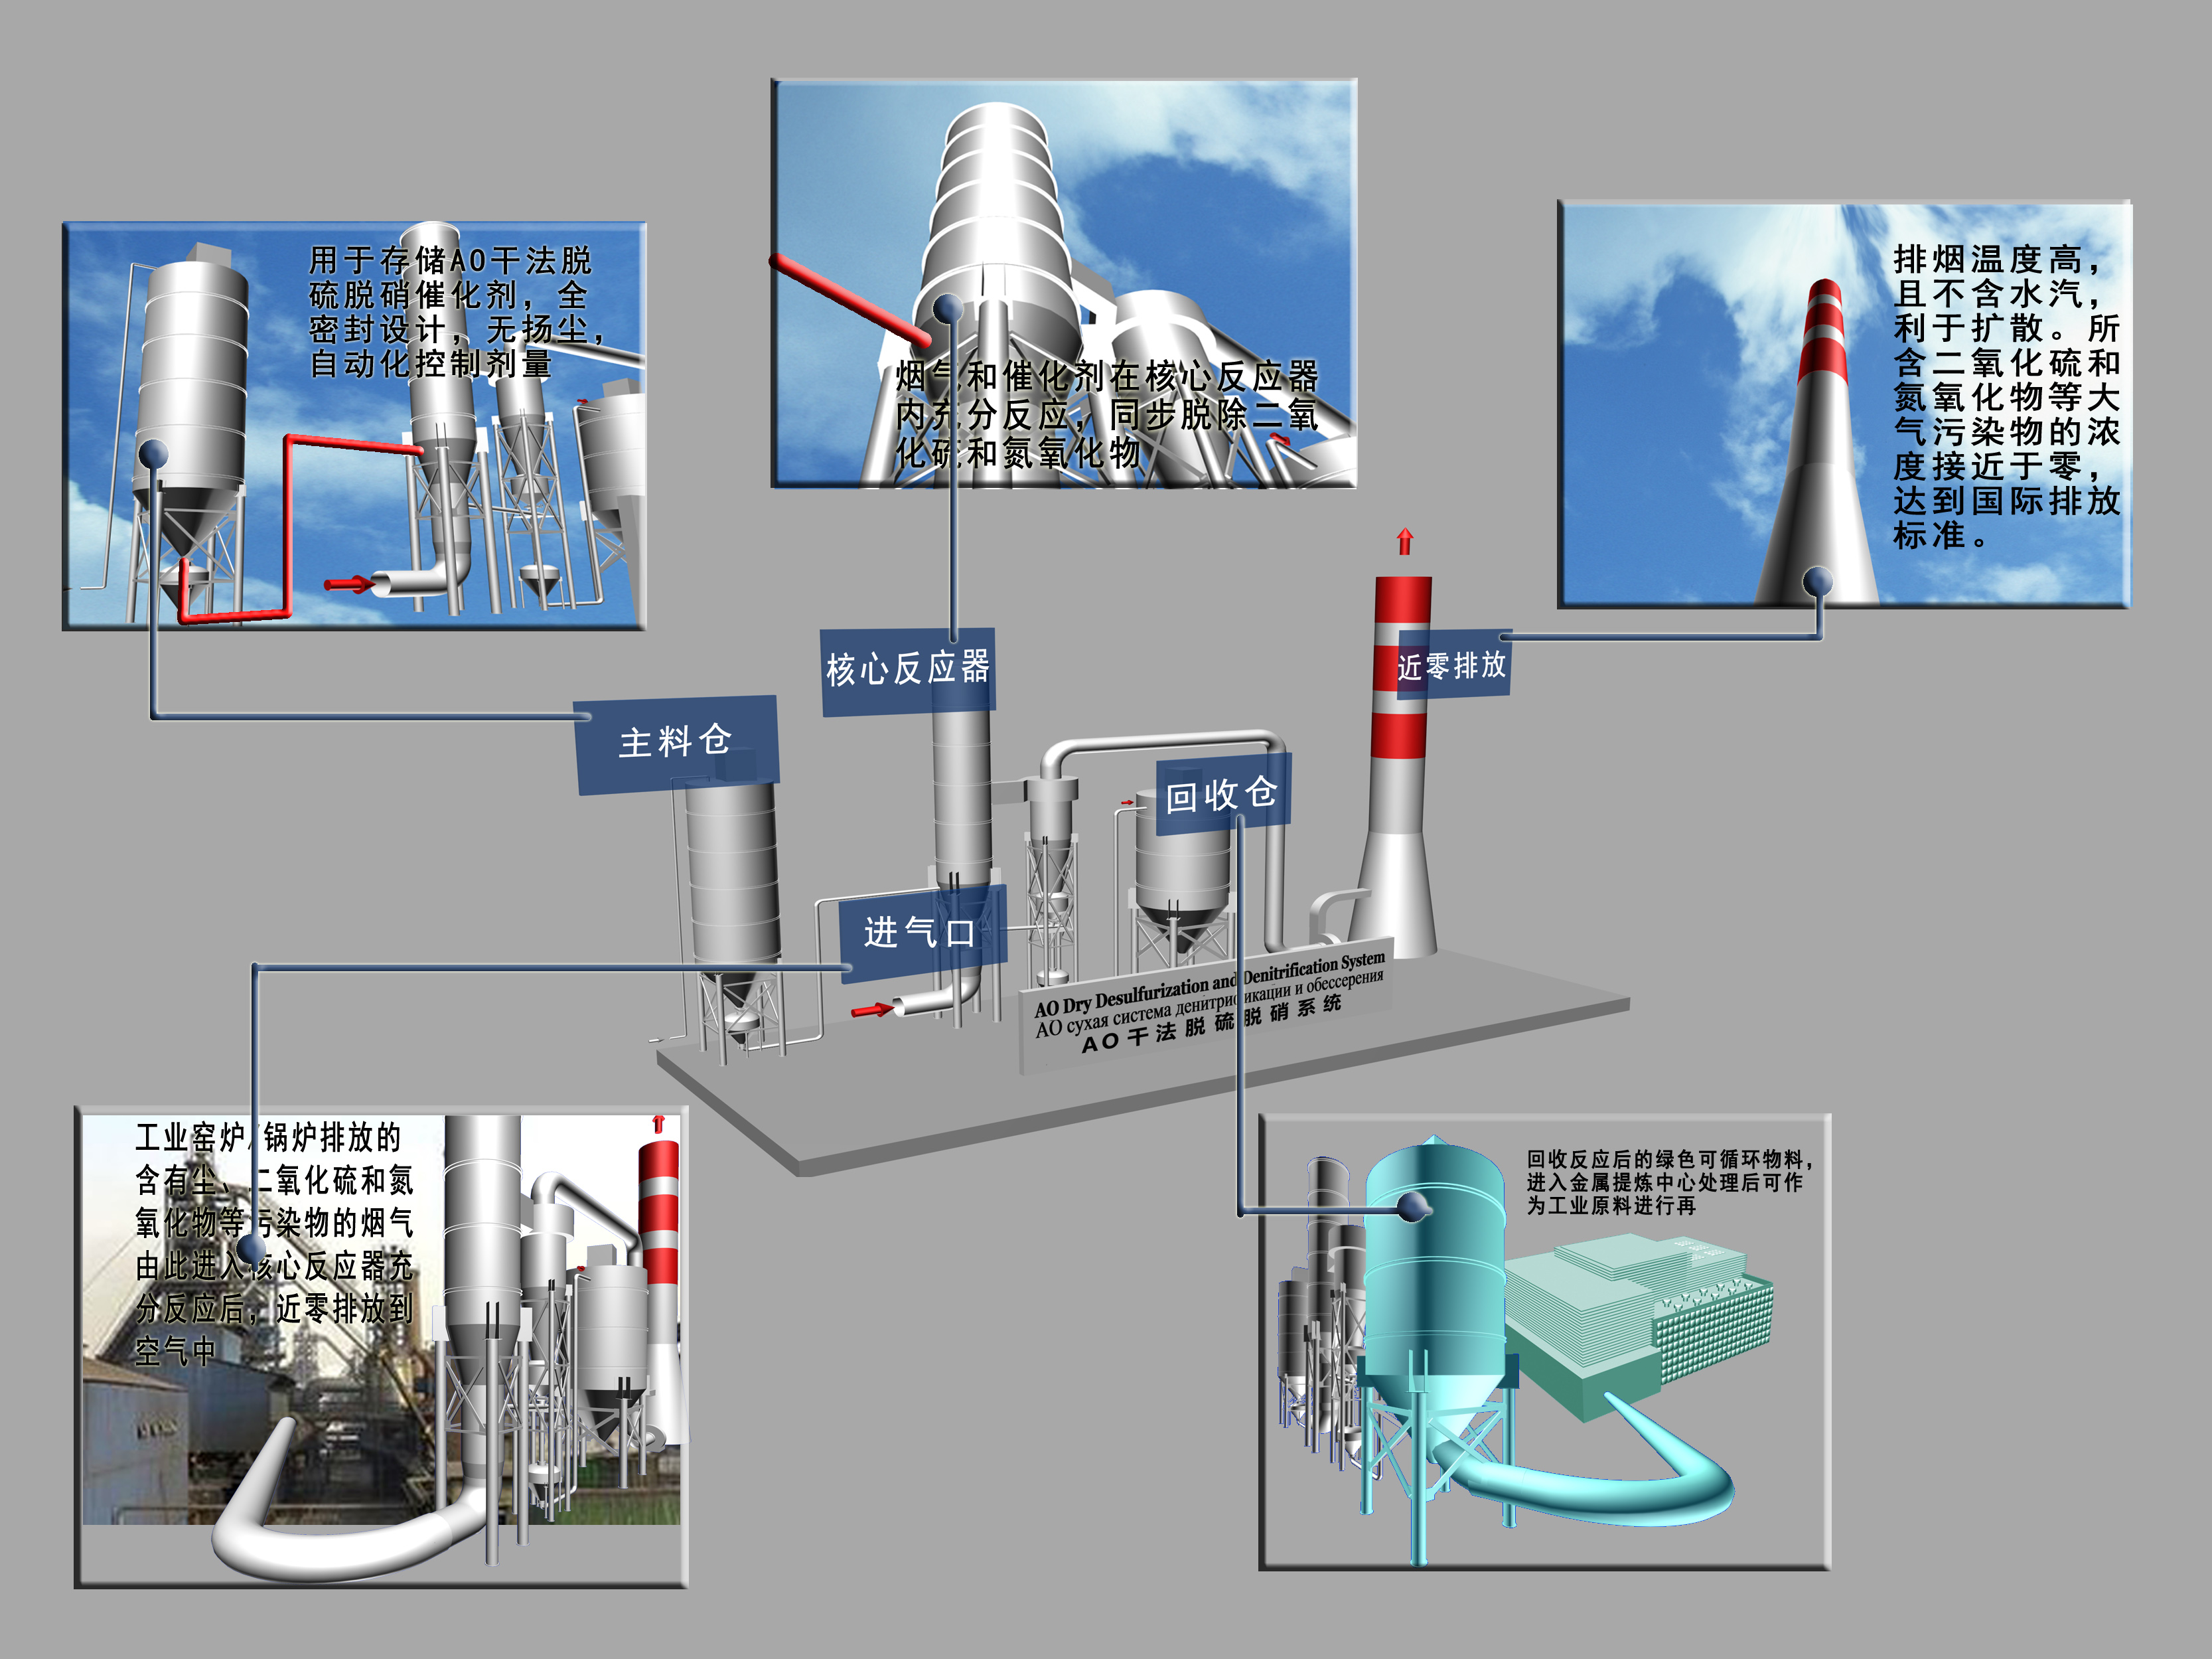 用于存储AO干法脱
硫脱硝催化剂，全
密封设计，无扬尘，
自动化控制剂量
烟气和催化剂在核心反应器
内充分反应，同步脱除二氧
化硫和氮氧化物
排烟温度高，
且不含水汽，
利于扩散。所
含二氧化硫和
氮氧化物等大
气污染物的浓
度接近于零，
达到国际排放
标准。
核心反应器
近零排放
主料仓
回收仓
进气口
AO Dry Desulfurization and Denitrification System
АО сухая система денитрификации и обессерения
AO干法脱硫脱硝系统
工业窑炉/锅炉排放的
含有尘、二氧化硫和氮
氧化物等污染物的烟气
由此进入核心反应器充
分反应后，近零排放到
空气中
回收反应后的绿色可循环物料，
进入金属提炼中心处理后可作
为工业原料进行再